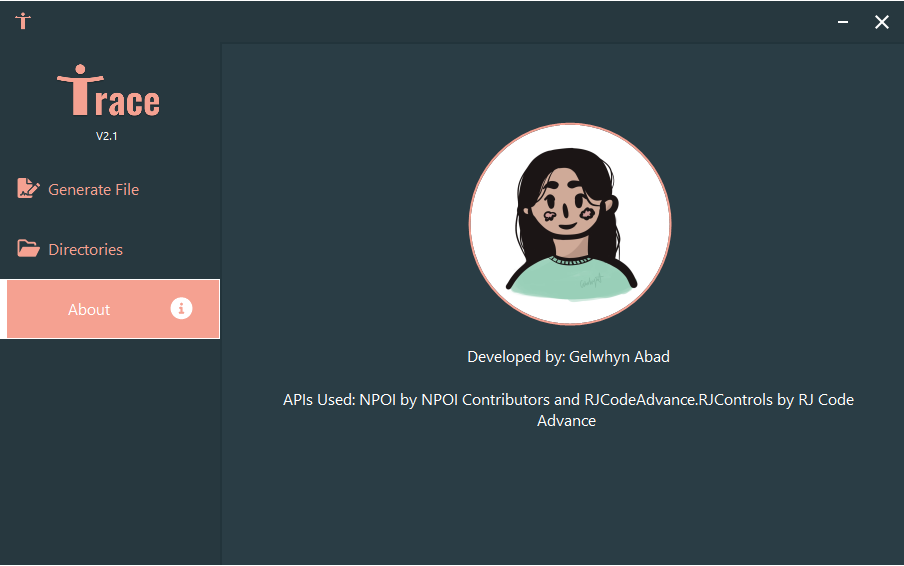 Trace
V2.1
Generate File
Directories
About
Developed by: Gelwhyn Abad
APIs Used: NPOI by NPOI Contributors and RJCodeAdvance.RJControls by RJ Code
Advance